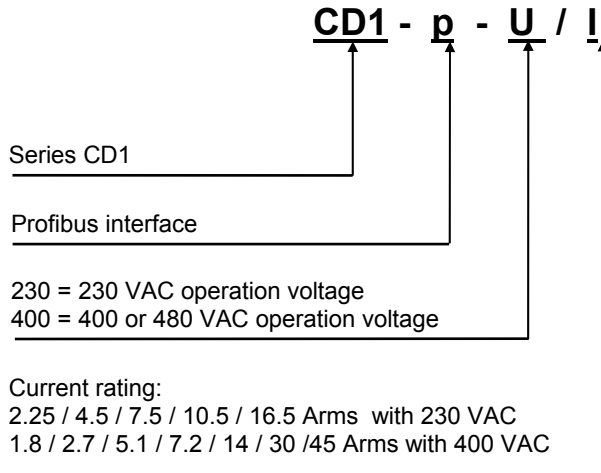 CD1 - p - U / I
Series CD1
Profibus interface
230 = 230 VAC operation voltage
400 = 400 or 480 VAC operation voltage
Current rating:
2.25 / 4.5 / 7.5 / 10.5 / 16.5 Arms with 230 VAC
1.8 / 2.7 / 5.1 / 7.2 / 14 / 30 /45 Arms with 400 VAC